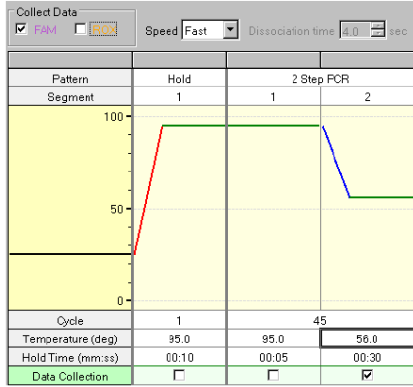 Collect Data
FAM ROX Speed Fast Dissociation time 4.0 sec
Pattern Hold 2 Step PCR
Segment 1 1 2
100
50
0
Cycle 1 45
Temperature (deg) 95.0 95.0 56.0
Hold Time (mm:ss) 00:10 00:05 00:30
Data Collection